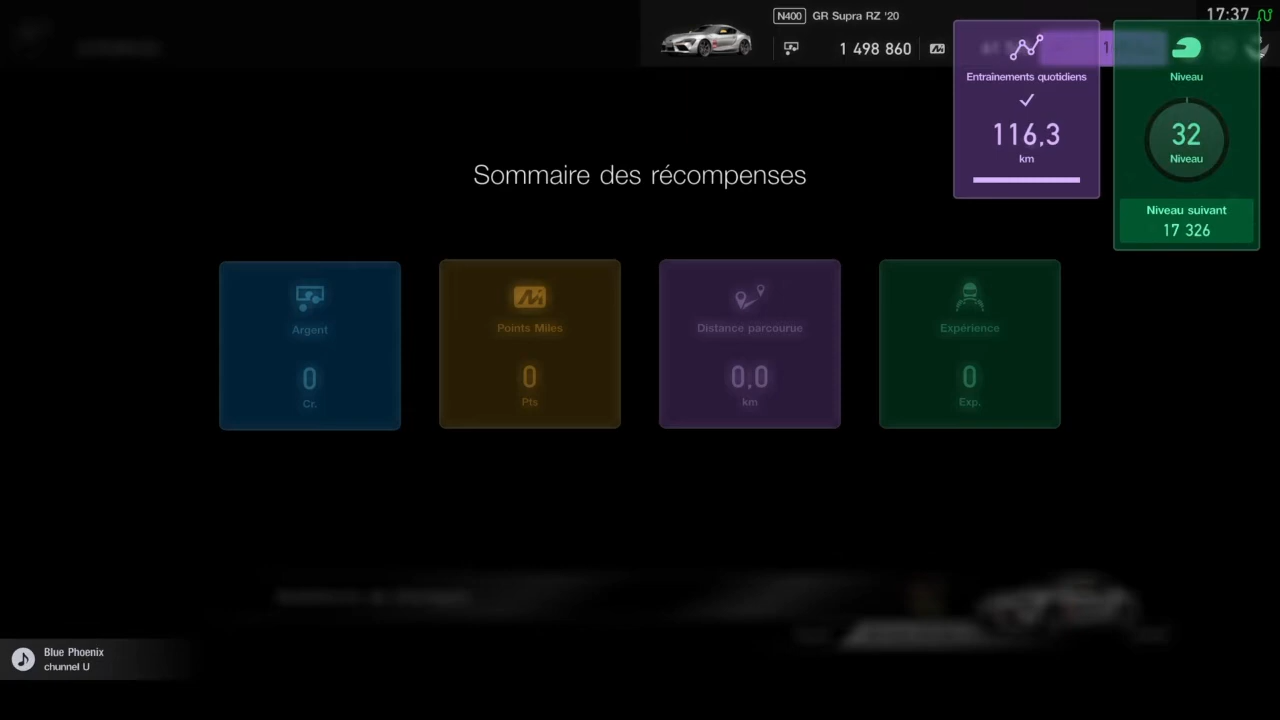 N400 GR Supra RZ '20
17:37
1 498 860
1
Entraînements quotidiens
116,3
km
Niveau
32
Niveau
Niveau suivant
17 326
Sommaire des récompenses
Argent
0
Cr.
Points Miles
0
Pts
Distance parcourue
0,0
km
Expérience
0
Exp.
Blue Phoenix
chunnel U